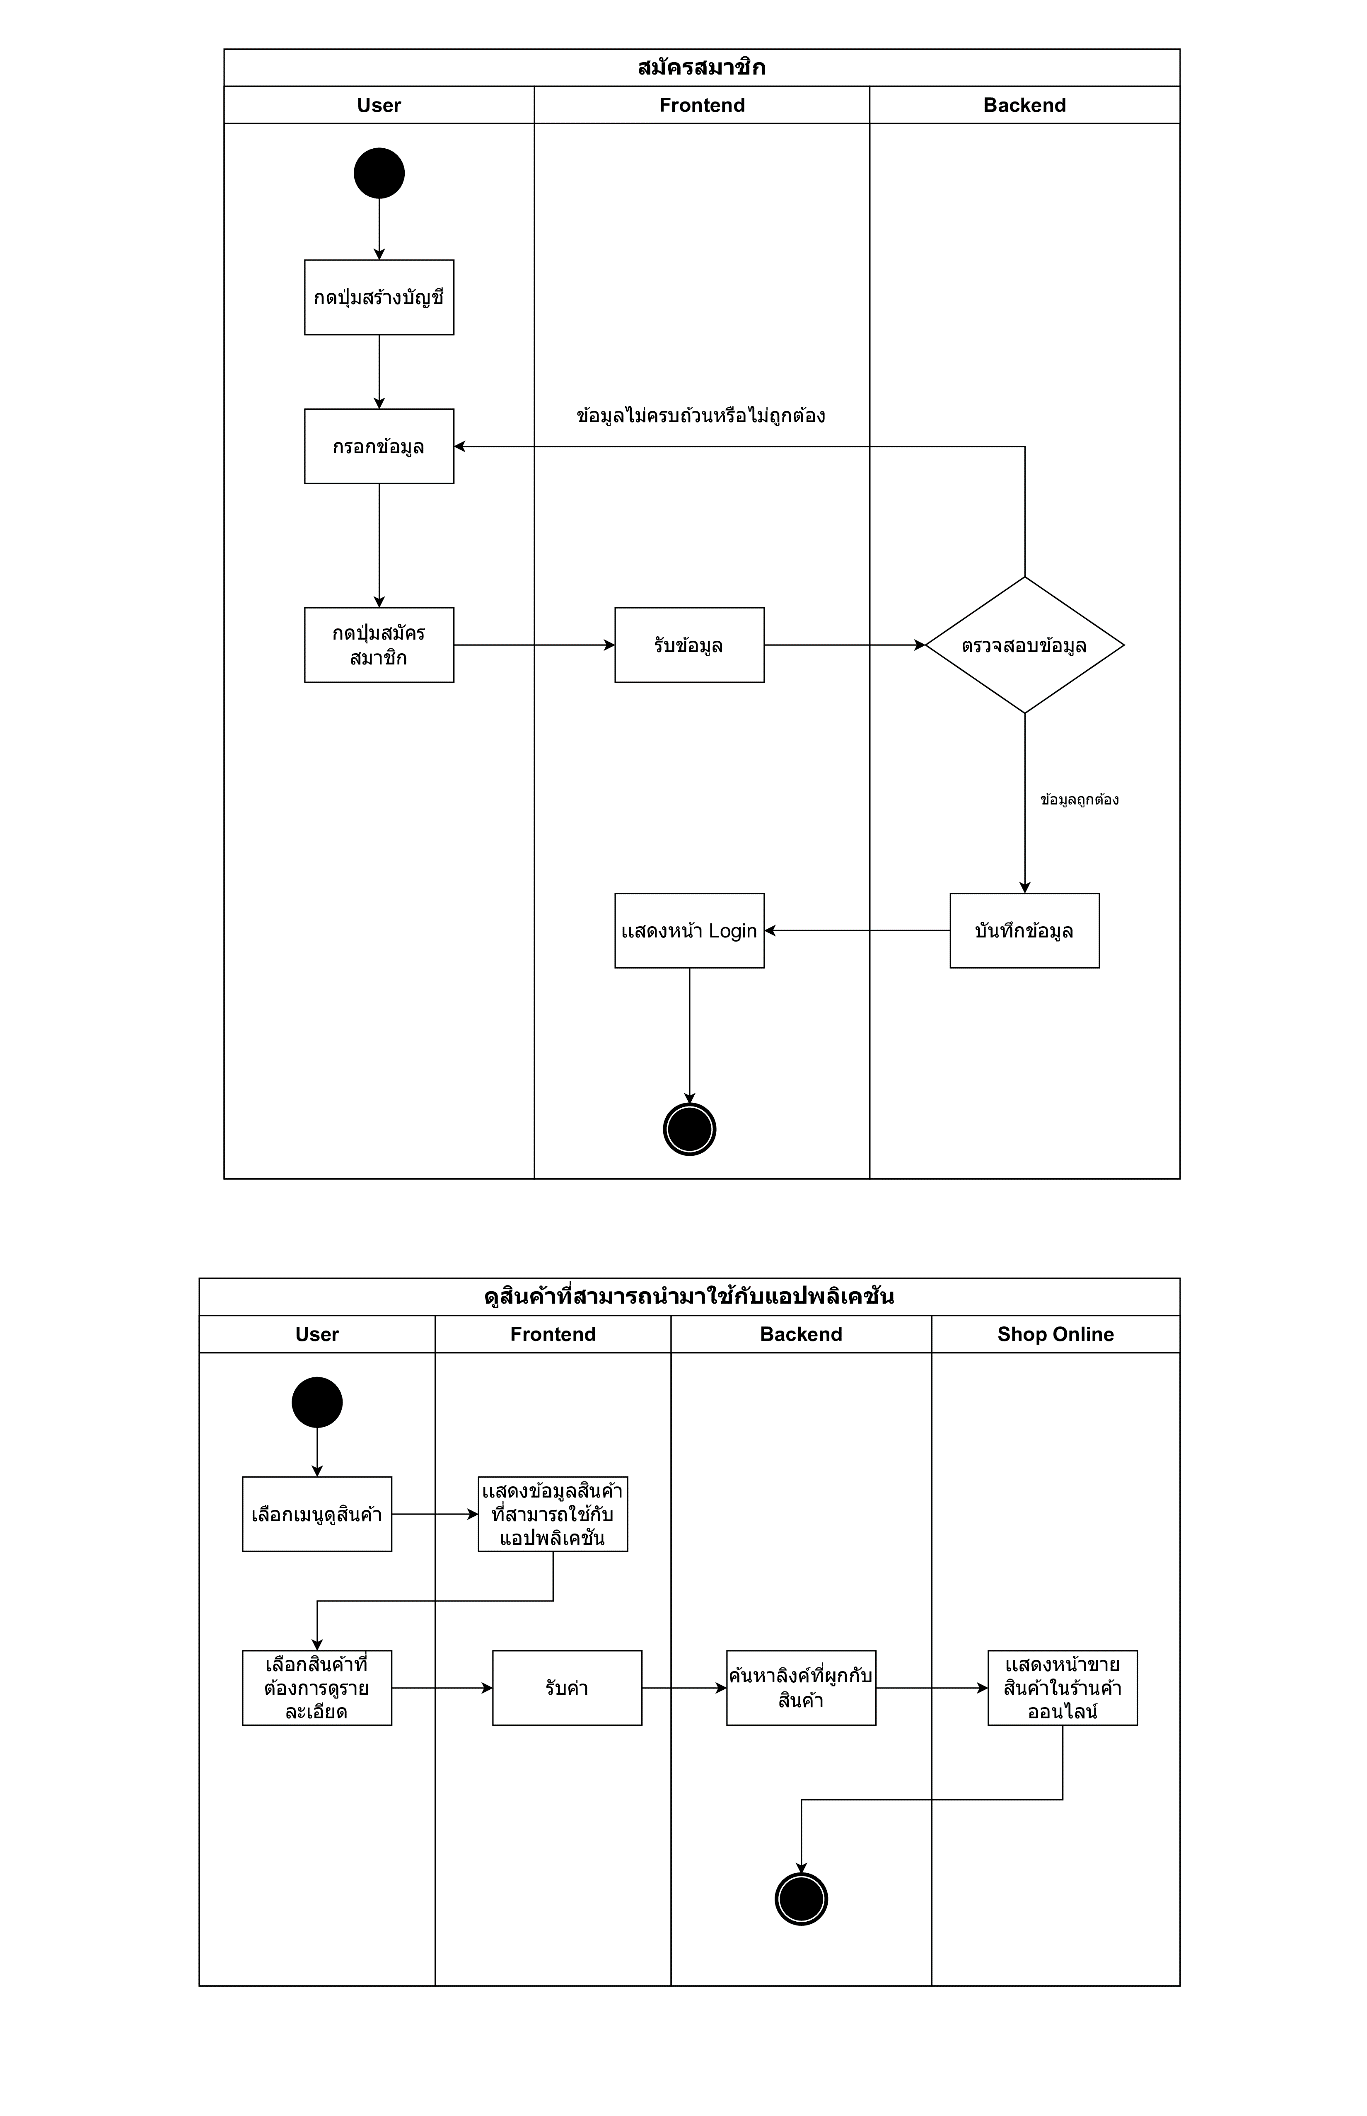 สมัครสมาชิก
User
Frontend
Backend
กดปุ่มสร้างบัญชี
ข้อมูลไม่ครบถ้วนหรือไม่ถูกต้อง
กรอกข้อมูล
กดปุ่มสมัคร
สมาชิก
รับข้อมูล
ตรวจสอบข้อมูล
ข้อมูลถูกต้อง
แสดงหน้า Login
บันทึกข้อมูล
ดูสินค้าที่สามารถนำมาใช้กับแอปพลิเคชัน
User
Frontend
Backend
Shop Online
เลือกเมนูดูสินค้า
แสดงข้อมูลสินค้า
ที่สามารถใช้กับ
แอปพลิเคชัน
เลือกสินค้าที่
ต้องการดูราย
ละเอียด
รับค่า
ค้นหาลิงค์ที่ผูกกับ
สินค้า
แสดงหน้าขาย
สินค้าในร้านค้า
ออนไลน์